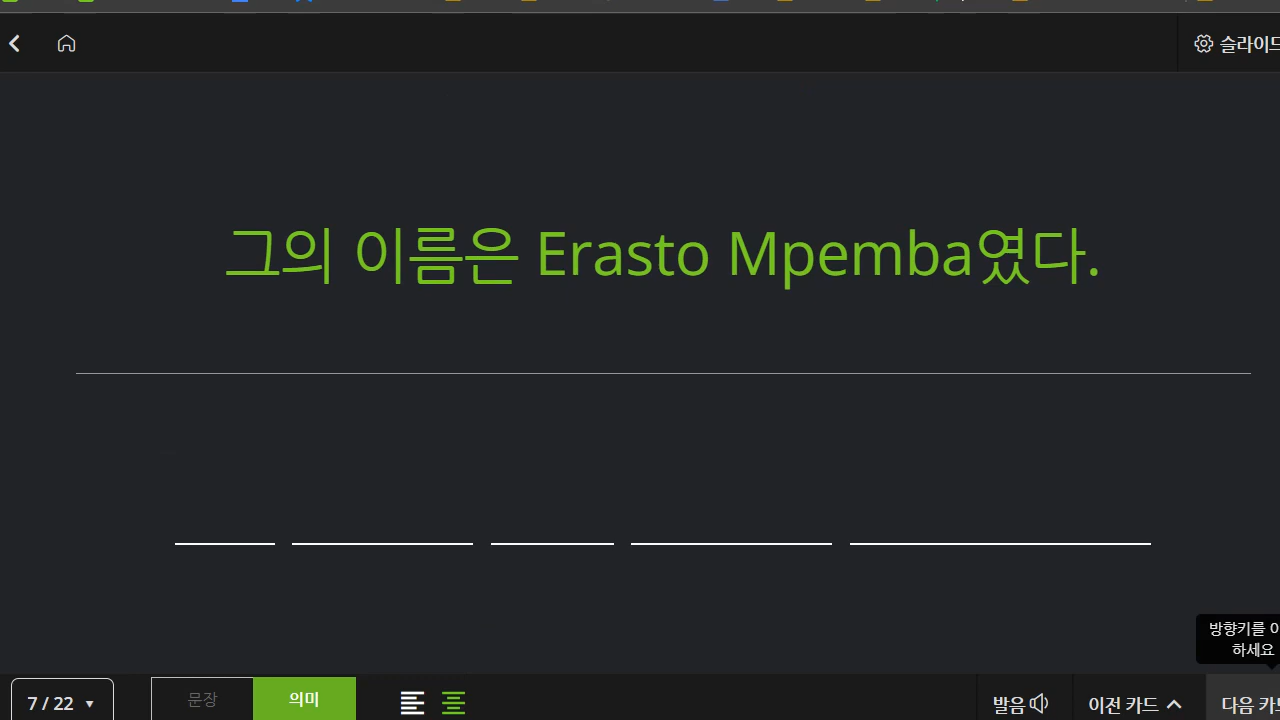 슬라이드
그의 이름은 Erasto Mpemba였다.
방향키를 이
하세요
7 / 22
문장
의미
발음
이전 카드
다음 카드